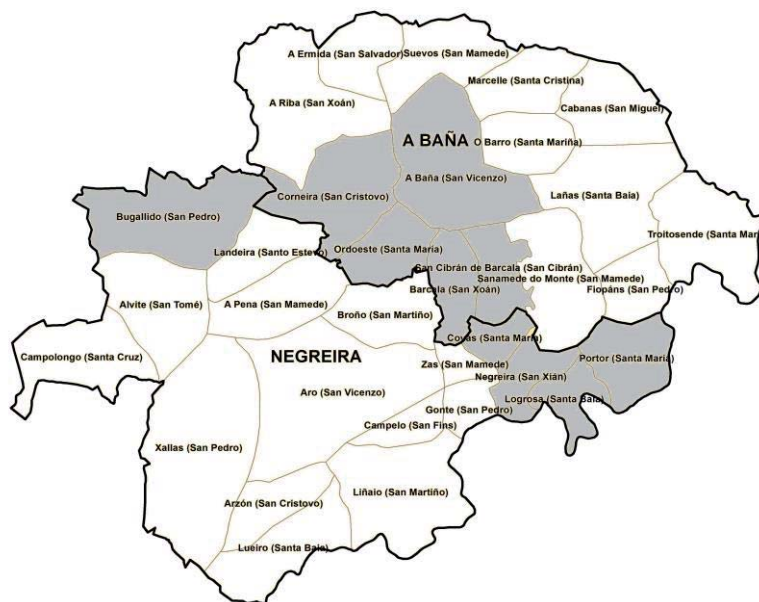 A Ermida (San Salvador)
Suevos (San Mamede)
Marcelle (Santa Cristina)
A Riba (San Xoán)
Cabanas (San Miguel)
A BAÑA
O Barro (Santa Mariña)
A Baña (San Vicenzo)
Corneira (San Cristovo)
Lañas (Santa Baia)
Bugallido (San Pedro)
Troitosende (Santa Mari
Ordoeste (Santa María)
Landeira (Santo Estevo)
San Cibrán de Barcala (San Cibrán)
Sanamede do Monte (San Mamede)
Barcala (San Xoán)
Fiopáns (San Pedro)
Alvite (San Tomé)
A Pena (San Mamede)
Broño (San Martiño)
Covas (Santa María)
Campolongo (Santa Cruz)
NEGREIRA
Zas (San Mamede)
Portor (Santa María)
Negreira (San Xián)
Aro (San Vicenzo)
Logrosa (Santa Baia)
Gonte (San Pedro)
Campelo (San Fins)
Xallas (San Pedro)
Liñaio (San Martiño)
Arzón (San Cristovo)
Lueiro (Santa Baia)